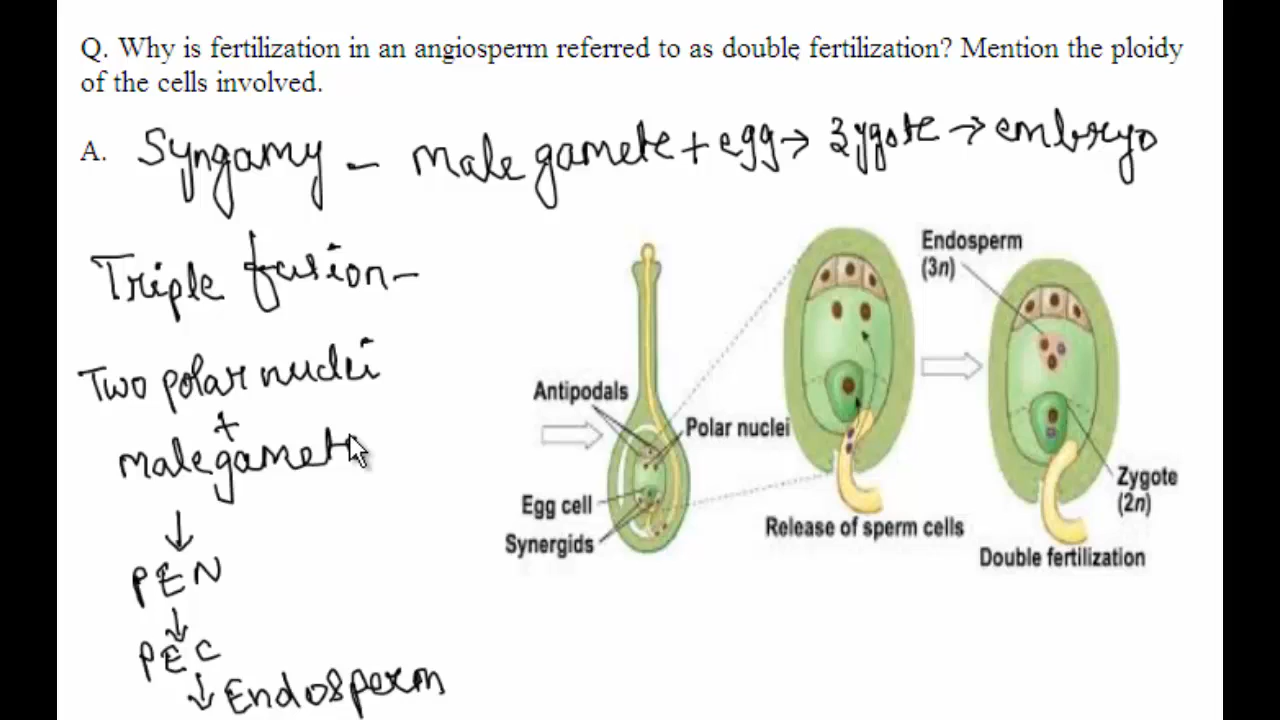 Q. Why is fertilization in an angiosperm referred to as double fertilization? Mention the ploidy
of the cells involved.
A. Syngamy - male gamete + egg → Zygote → embryo
Triple fusion -
Two polar nuclei
+
male gamete
↓
PEN
↓
PEC
↓ Endosperm
Antipodals
Polar nuclei
Egg cell
Synergids
Release of sperm cells
Endosperm
(3n)
Zygote
(2n)
Double fertilization